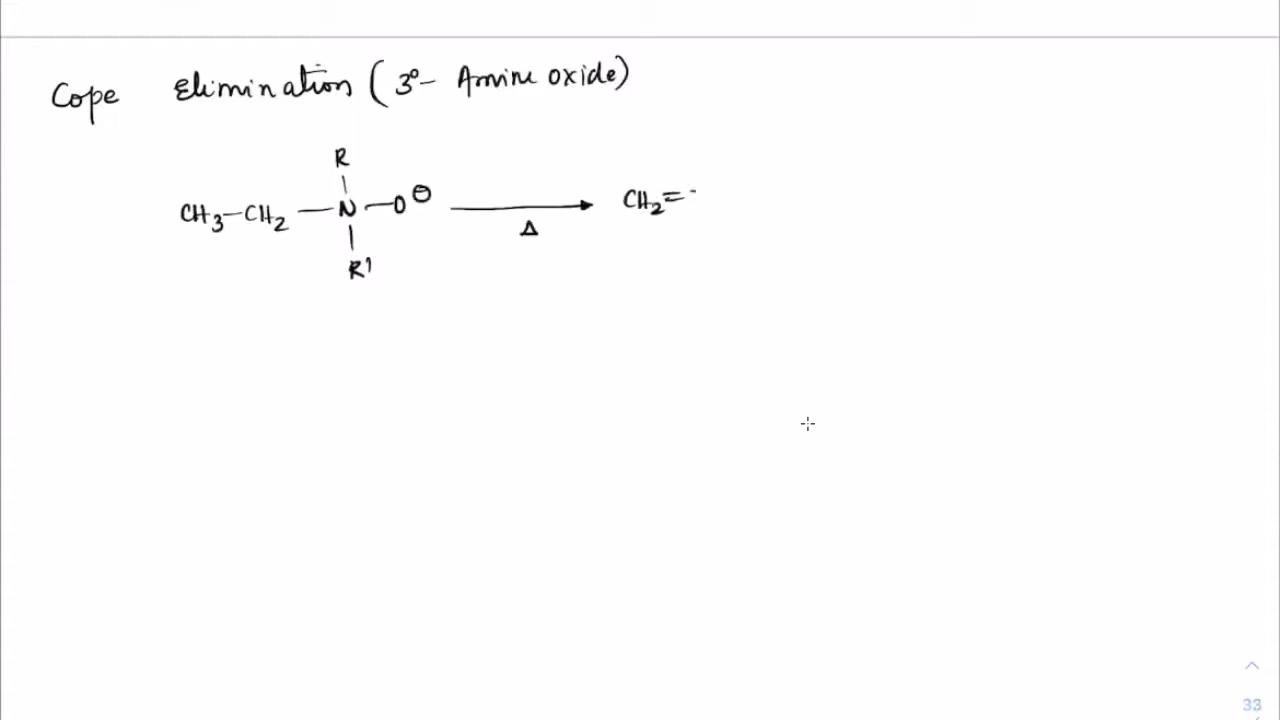 Cope Elimination (3°- Amine oxide)
R
CH₃-CH₂-N-O⊖ → CH₂=
Δ
R'
33